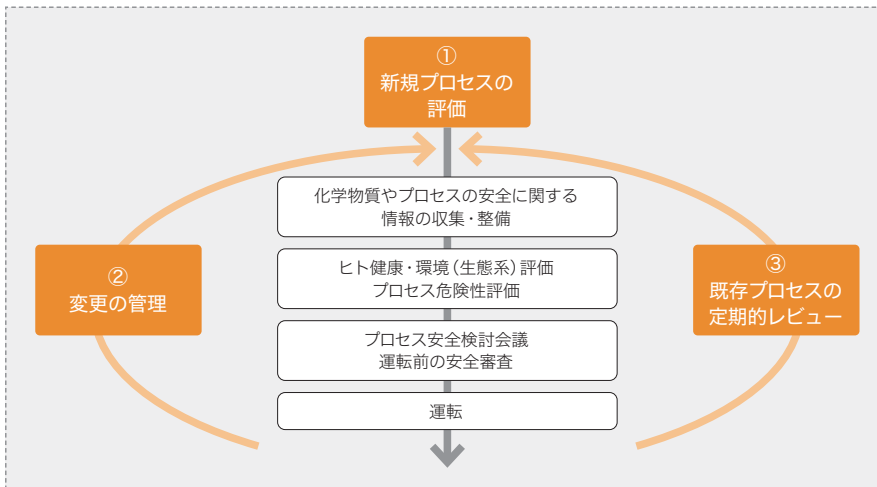 ①
新規プロセスの
評価
化学物質やプロセスの安全に関する
情報の収集・整備
②
変更の管理
ヒト健康・環境（生態系）評価
プロセス危険性評価
③
既存プロセスの
定期的レビュー
プロセス安全検討会議
運転前の安全審査
運転